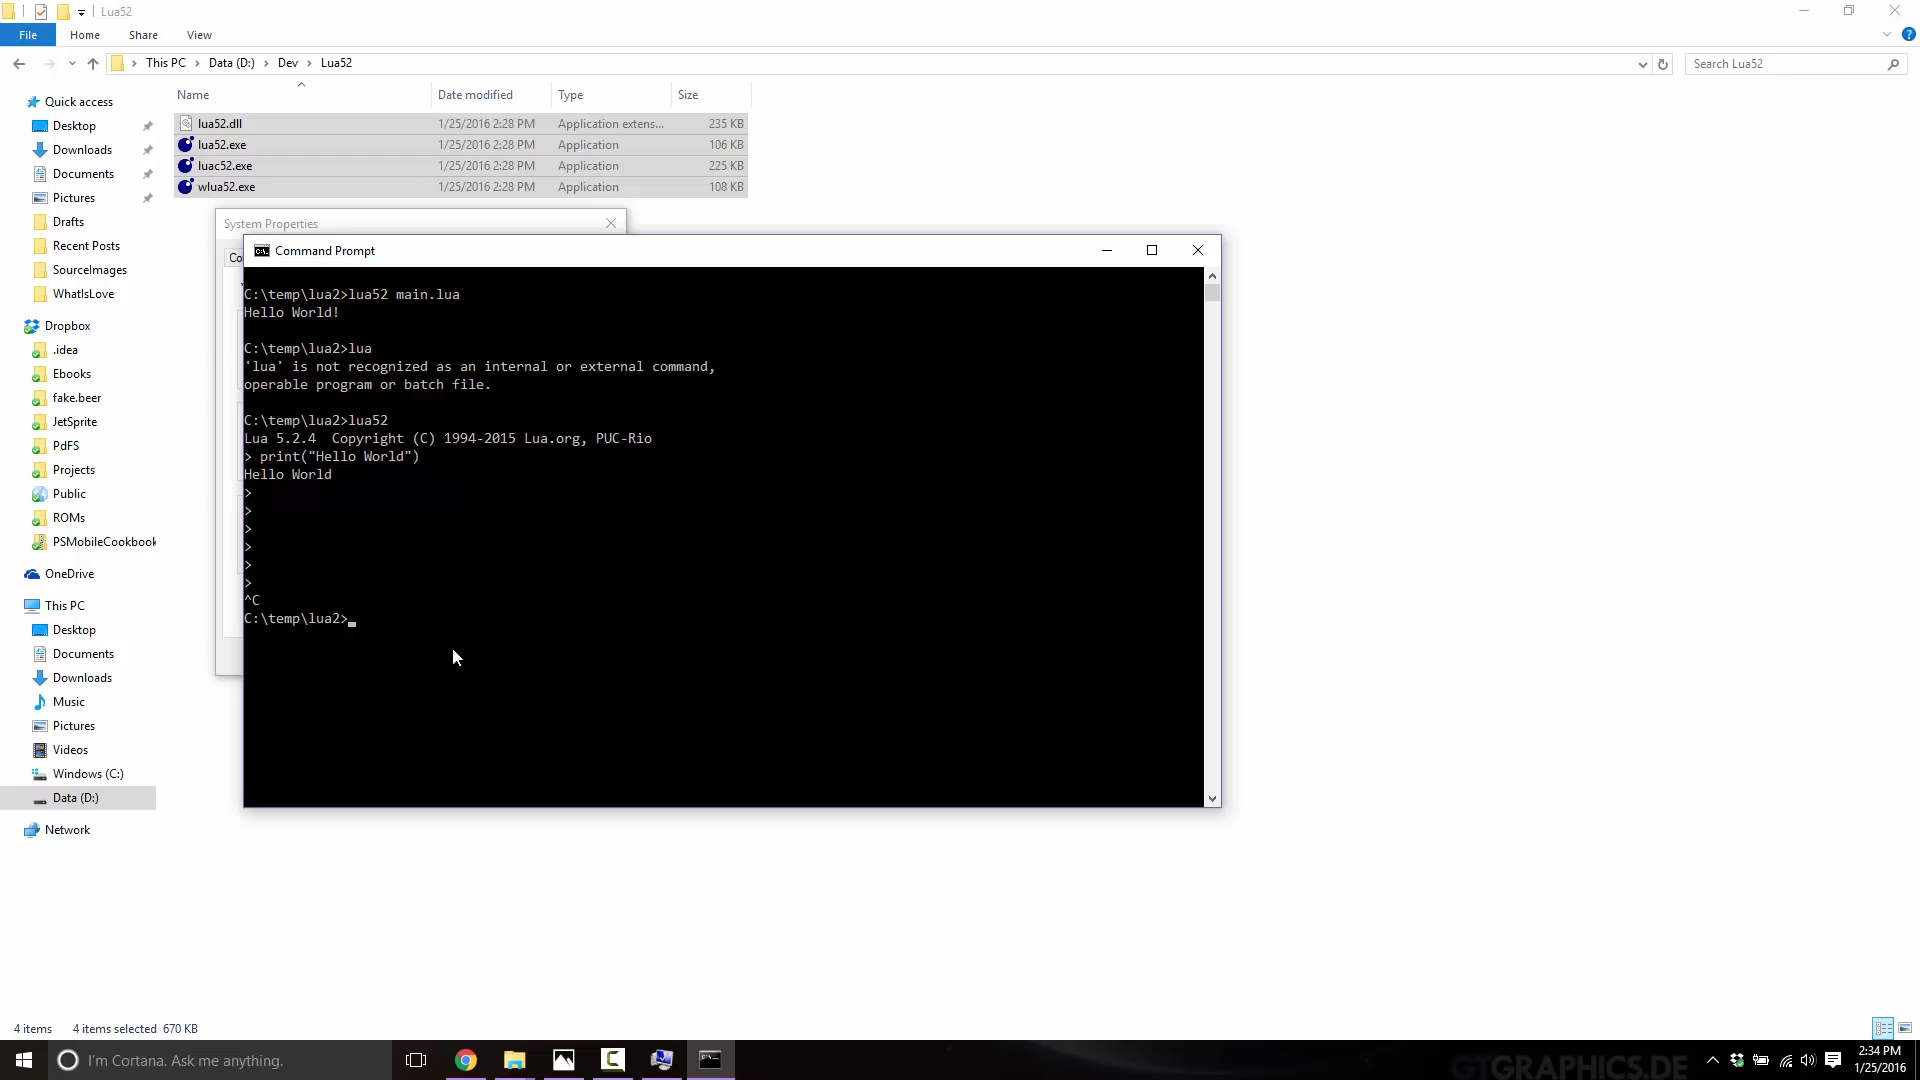 Lua52
File Home Share View
This PC Data (D:) Dev Lua52
Search Lua52
Name Date modified Type Size
lua52.dll 1/25/2016 2:28 PM Application extens... 235 KB
lua52.exe 1/25/2016 2:28 PM Application 106 KB
luac52.exe 1/25/2016 2:28 PM Application 225 KB
wlua52.exe 1/25/2016 2:28 PM Application 108 KB
Quick access
Desktop
Downloads
Documents
Pictures
Drafts
Recent Posts
SourceImages
WhatIsLove
Dropbox
.idea
Ebooks
fake.beer
JetSprite
PdFS
Projects
Public
ROMs
PSMobileCookbook
OneDrive
This PC
Desktop
Documents
Downloads
Music
Pictures
Videos
Windows (C:)
Data (D:)
Network
System Properties
Co
Command Prompt
C:\temp\lua2>lua52 main.lua
Hello World!
C:\temp\lua2>lua
'lua' is not recognized as an internal or external command,
operable program or batch file.
C:\temp\lua2>lua52
Lua 5.2.4  Copyright (C) 1994-2015 Lua.org, PUC-Rio
> print("Hello World")
Hello World
>
>
>
>
>
>
^C
C:\temp\lua2>_
4 items 4 items selected 670 KB
I'm Cortana. Ask me anything.
GTGRAPHICS.DE
2:34 PM
1/25/2016